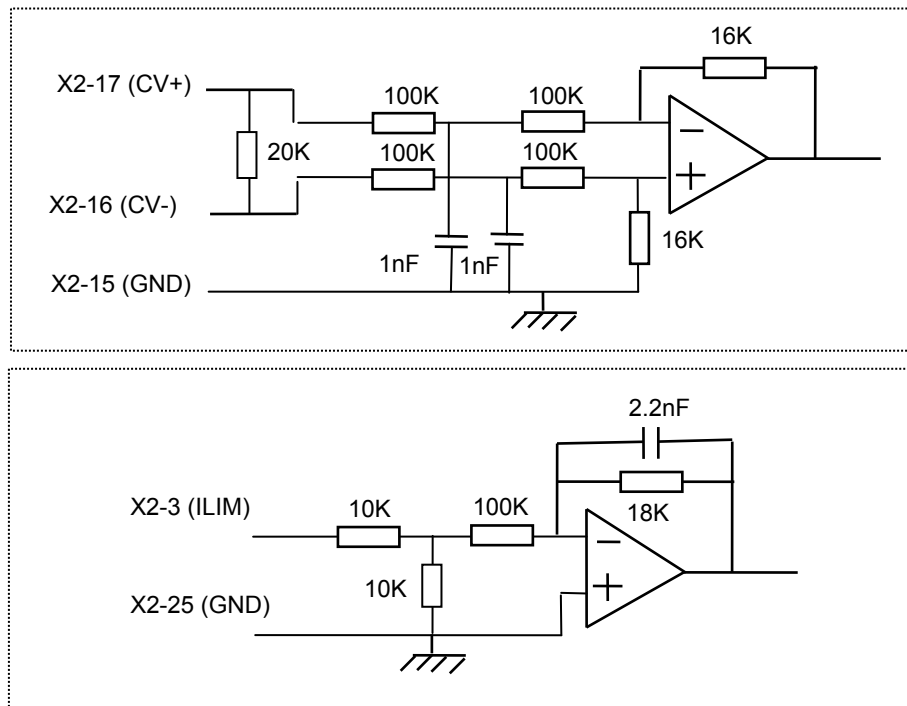 16K
X2-17 (CV+)
100K
100K
20K
100K
100K
X2-16 (CV-)
16K
1nF
1nF
X2-15 (GND)
2.2nF
X2-3 (ILIM)
10K
100K
18K
10K
X2-25 (GND)